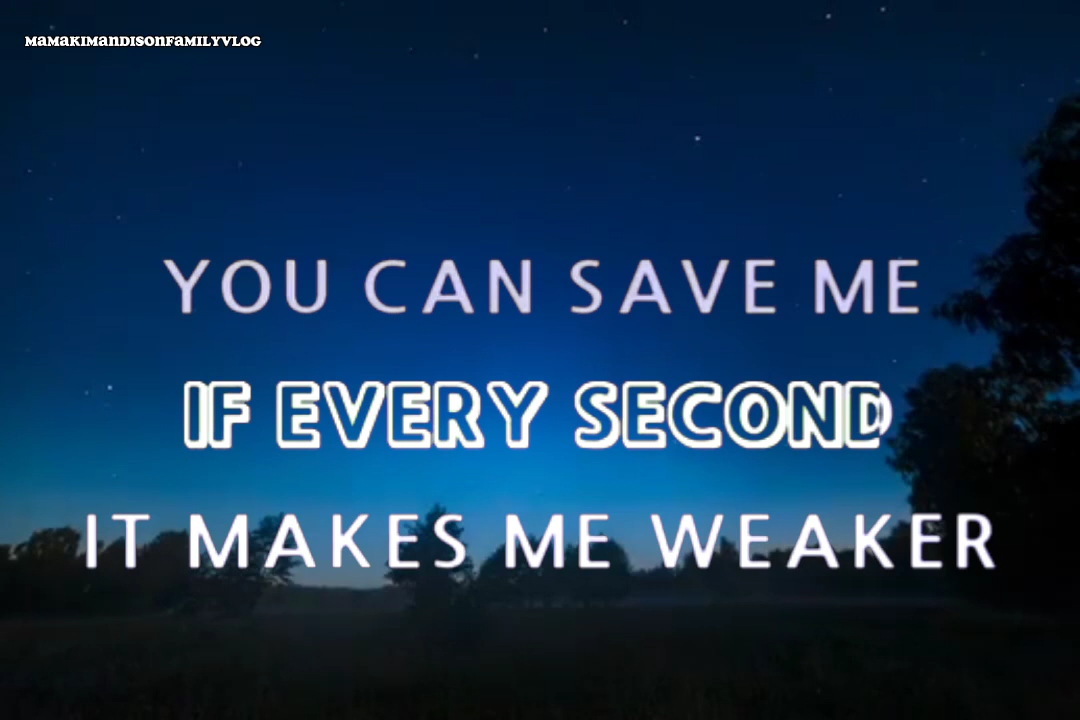 MAMAKIMANDISONFAMILYVLOG
YOU CAN SAVE ME
IF EVERY SECOND
IT MAKES ME WEAKER